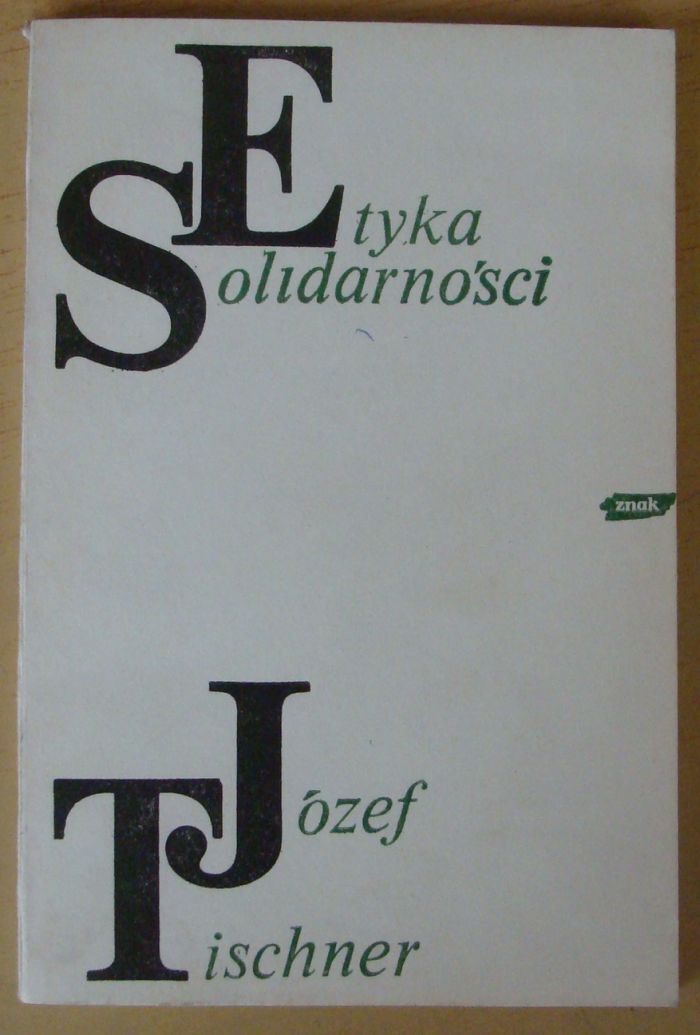 Etyka
Solidarności
znak
Józef
Tischner